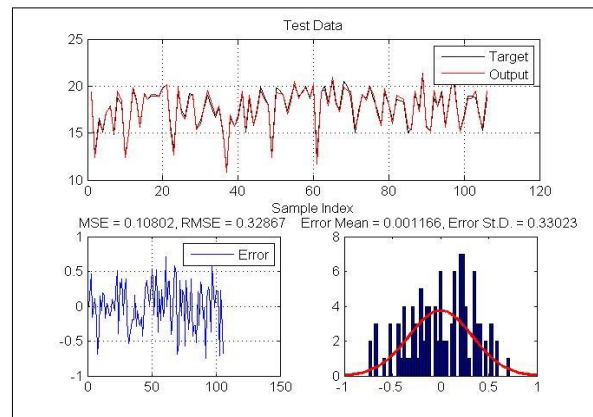 Test Data
25
20
15
10
Target
Output
0 20 40 60 80 100 120
Sample Index
MSE = 0.10802, RMSE = 0.32867
Error Mean = 0.001166, Error St.D. = 0.33023
1
0.5
0
-0.5
-1
Error
0 50 100 150
8
6
4
2
0
-1 -0.5 0 0.5 1